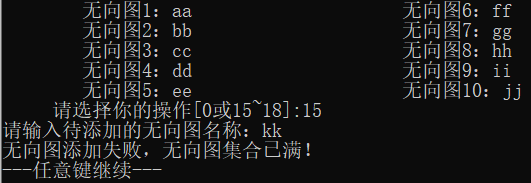 无向图1：aa 无向图6：ff
无向图2：bb 无向图7：gg
无向图3：cc 无向图8：hh
无向图4：dd 无向图9：ii
无向图5：ee 无向图10：jj
请选择你的操作[0或15~18]:15
请输入待添加的无向图名称：kk
无向图添加失败，无向图集合已满！
---任意键继续---